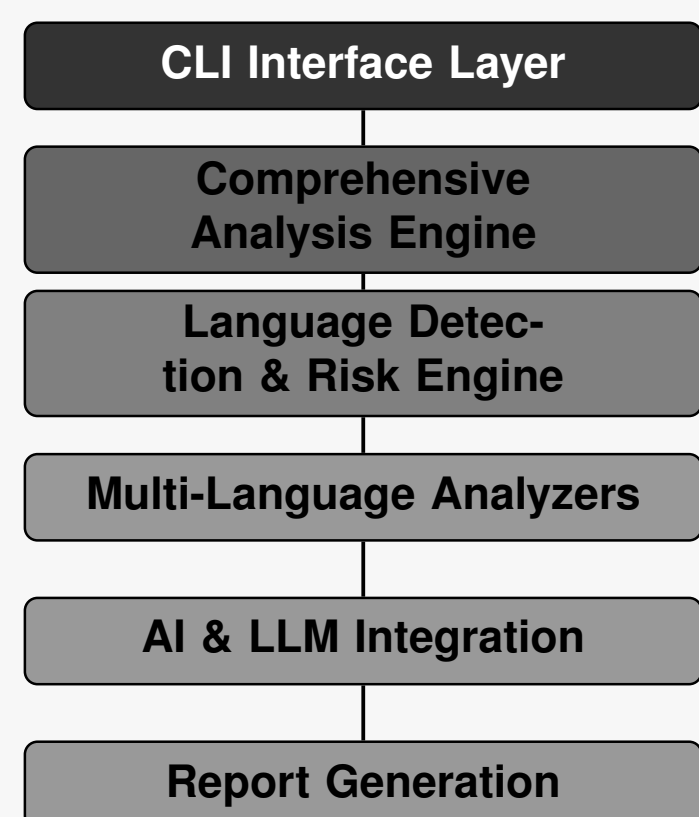 CLI Interface Layer
Comprehensive
Analysis Engine
Language Detec-
tion & Risk Engine
Multi-Language Analyzers
AI & LLM Integration
Report Generation